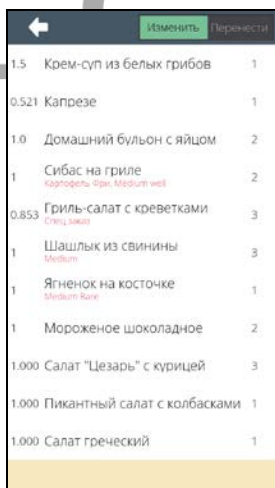 Изменить Перенести
1.5 Крем-суп из белых грибов 1
0.521 Капрезе 1
1.0 Домашний бульон с яйцом 2
1 Сибас на гриле 2
Картофель Фри, Medium well
0.853 Гриль-салат с креветками 3
Спец.заказ
1 Шашлык из свинины 3
Medium
1 Ягненок на косточке 1
Medium Rare
1 Мороженое шоколадное 2
1.000 Салат "Цезарь" с курицей 3
1.000 Пикантный салат с колбасками 1
1.000 Салат греческий 1